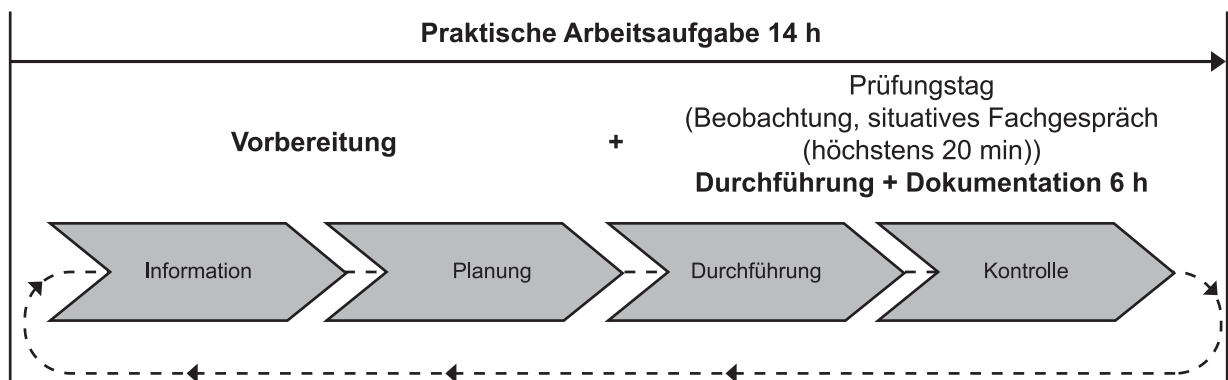 Praktische Arbeitsaufgabe 14 h
Prüfungstag
(Beobachtung, situatives Fachgespräch
Vorbereitung + (höchstens 20 min))
Durchführung + Dokumentation 6 h
Information Planung Durchführung Kontrolle